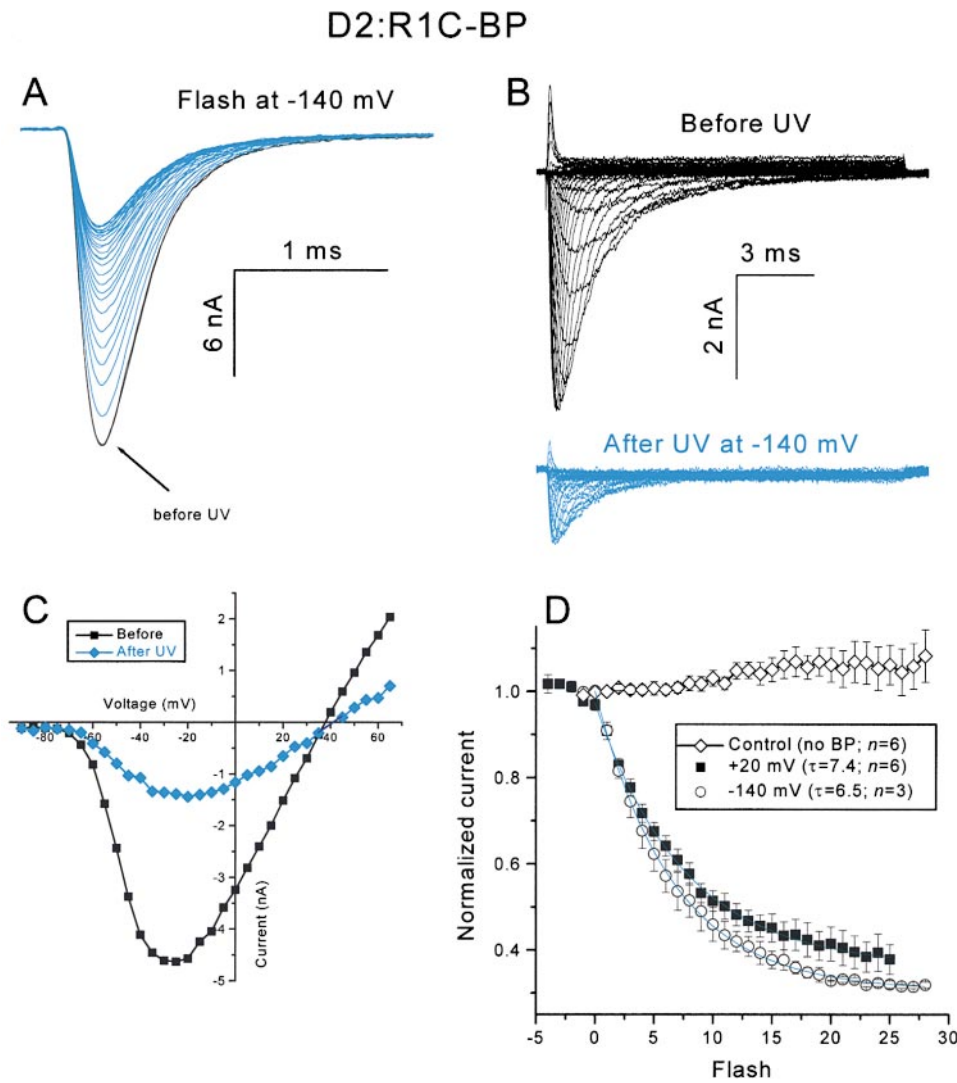 D2:R1C-BP
A
Flash at -140 mV
1 ms
6 nA
before UV
B
Before UV
3 ms
2 nA
After UV at -140 mV
C
Before
After UV
Voltage (mV)
-80 -60 -40 -20 0 20 40 60
2
1
-1
-2
-3
-4
-5
Current (nA)
D
Normalized current
1.0
0.8
0.6
0.4
Control (no BP; n=6)
+20 mV (τ=7.4; n=6)
-140 mV (τ=6.5; n=3)
-5 0 5 10 15 20 25 30
Flash